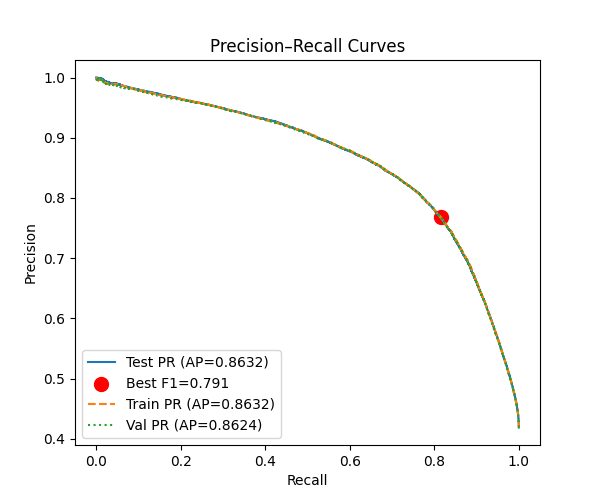 Precision–Recall Curves
Precision
1.0
0.9
0.8
0.7
0.6
0.5
0.4
Test PR (AP=0.8632)
Best F1=0.791
Train PR (AP=0.8632)
Val PR (AP=0.8624)
0.0 0.2 0.4 0.6 0.8 1.0
Recall